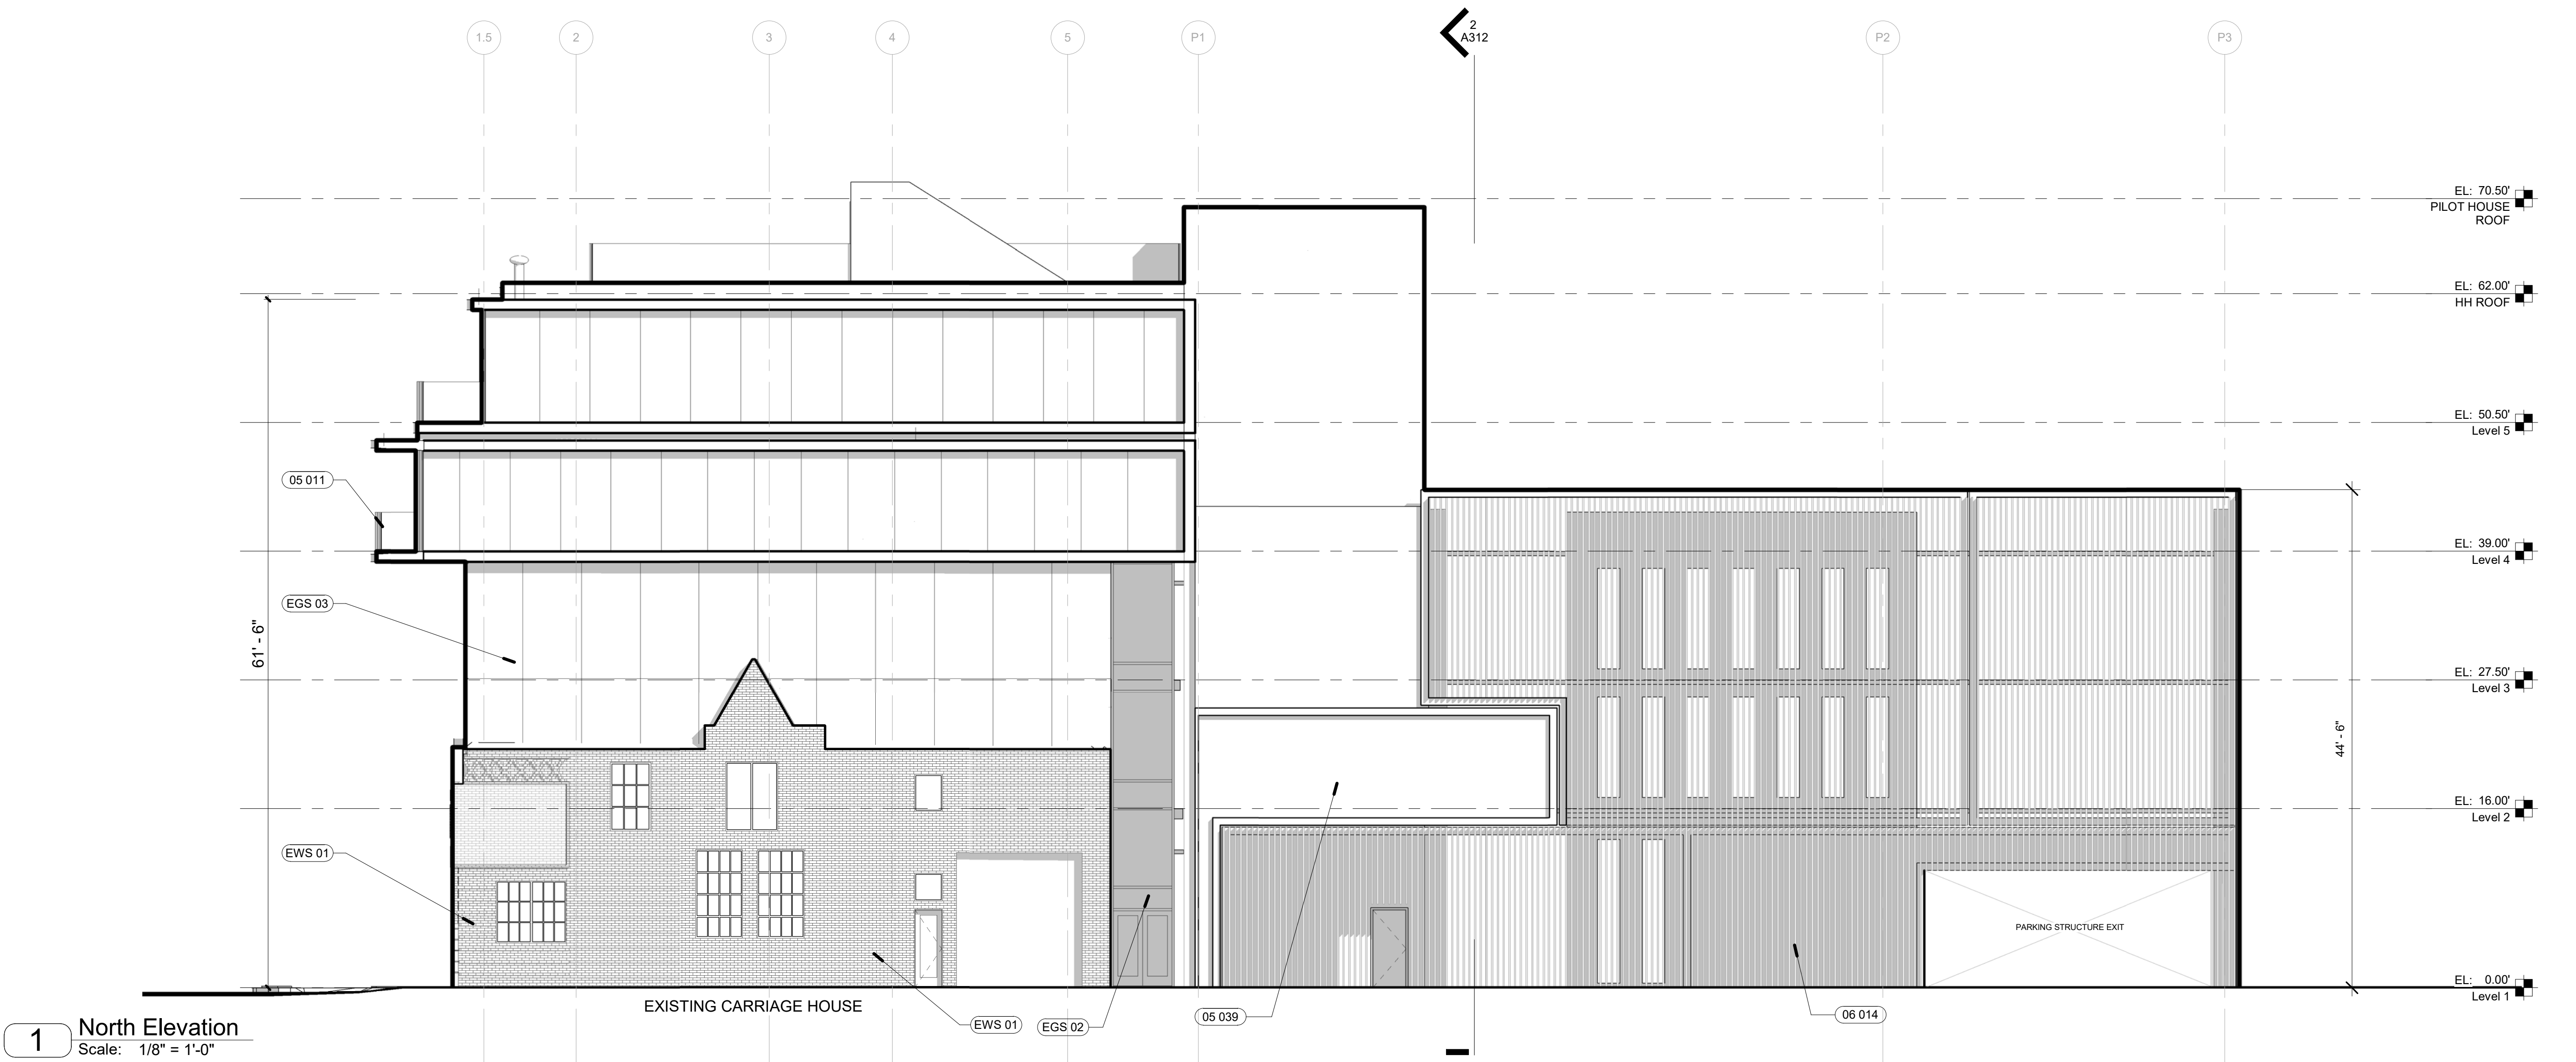 1.5
2
3
4
5
P1
2
A312
P2
P3
EL: 70.50'
PILOT HOUSE
ROOF
EL: 62.00'
HH ROOF
EL: 50.50'
Level 5
05 011
EL: 39.00'
Level 4
EGS 03
61' - 6"
EL: 27.50'
Level 3
44' - 6"
EL: 16.00'
Level 2
EWS 01
PARKING STRUCTURE EXIT
EL: 0.00'
Level 1
EXISTING CARRIAGE HOUSE
EWS 01
EGS 02
05 039
06 014
1
North Elevation
Scale: 1/8" = 1'-0"